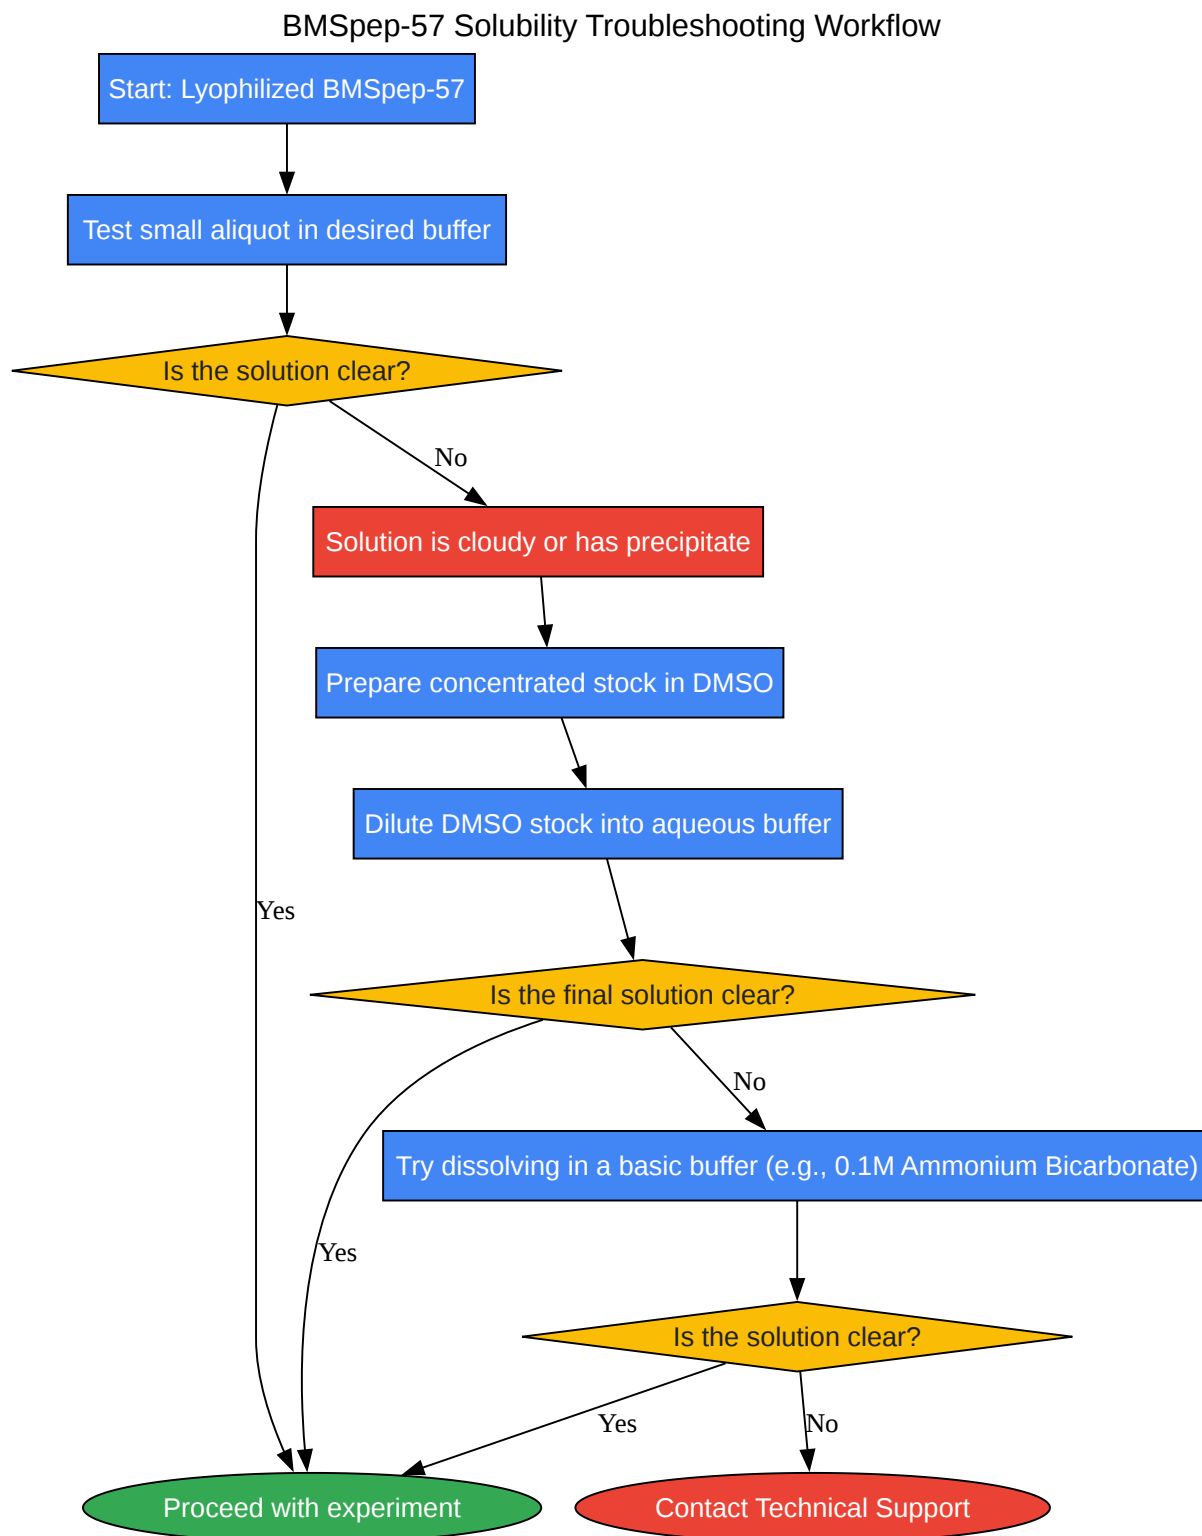 BMSpep-57 Solubility Troubleshooting Workflow
Start: Lyophilized BMSpep-57
Test small aliquot in desired buffer
Is the solution clear?
No
Solution is cloudy or has precipitate
Prepare concentrated stock in DMSO
Dilute DMSO stock into aqueous buffer
Yes
Is the final solution clear?
No
Try dissolving in a basic buffer (e.g., 0.1M Ammonium Bicarbonate)
Yes
Is the solution clear?
Yes
No
Proceed with experiment
Contact Technical Support